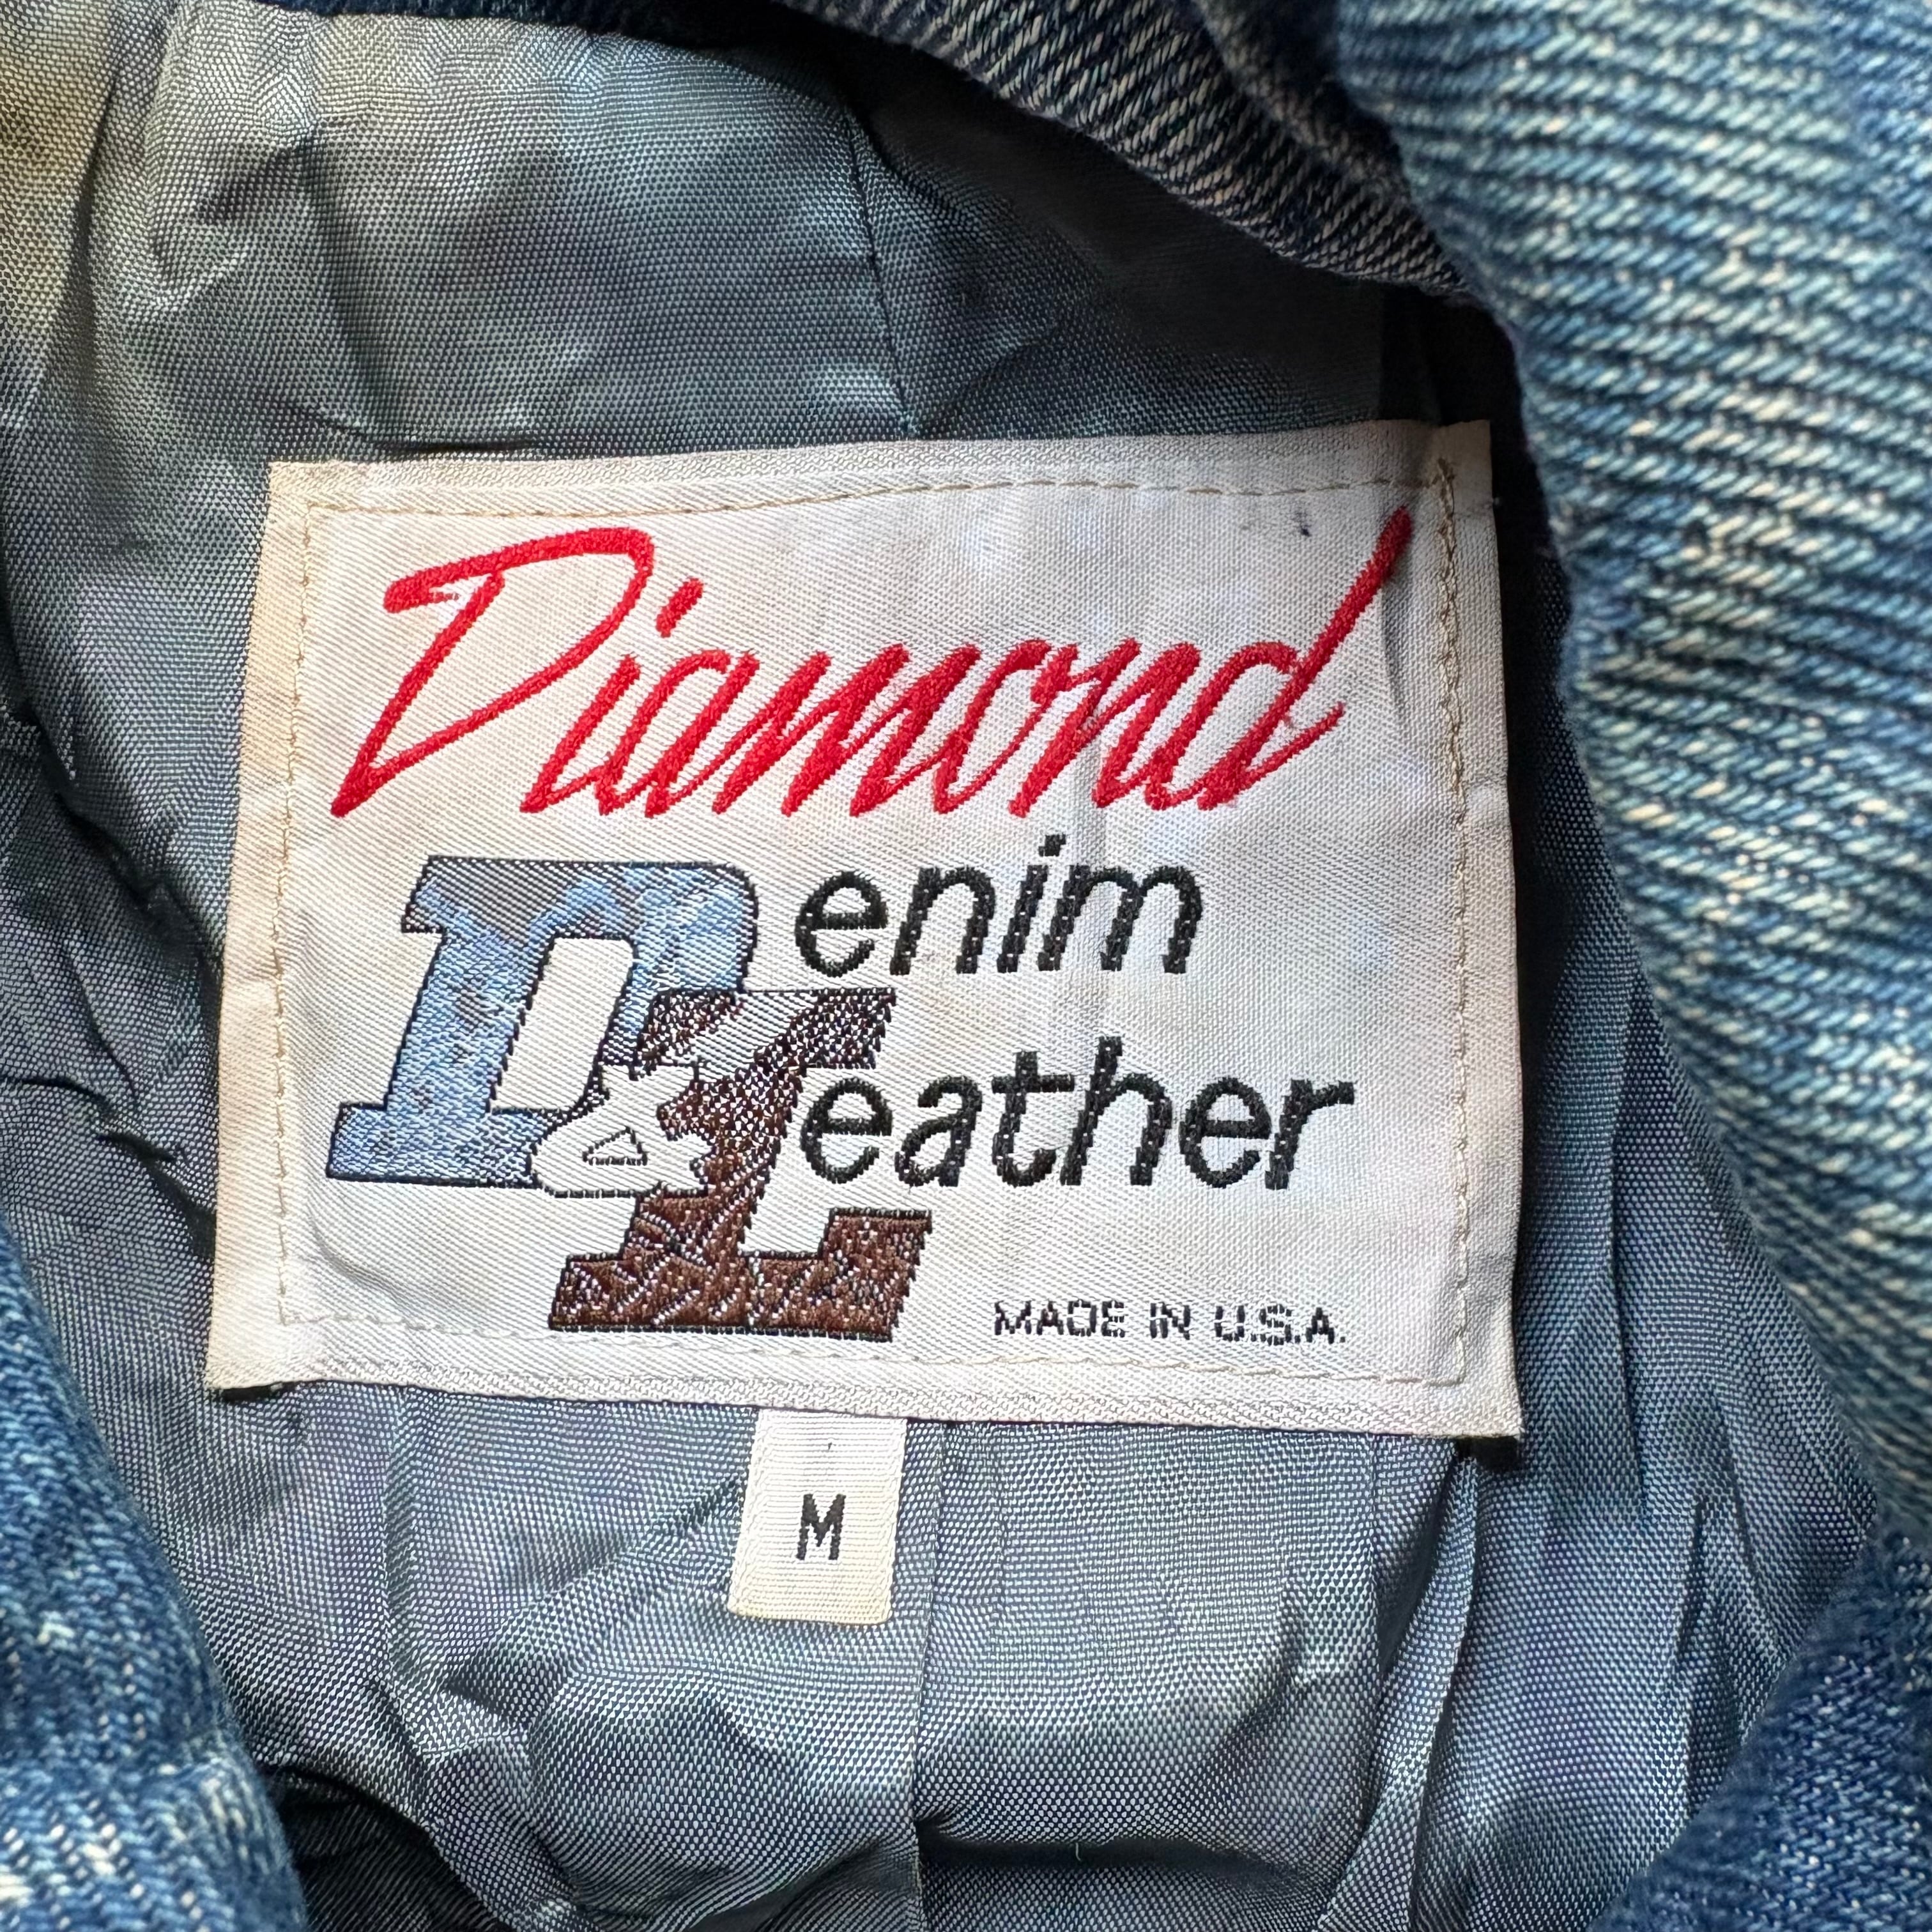 Diamond
Denim
&
Leather
MADE IN U.S.A.
M